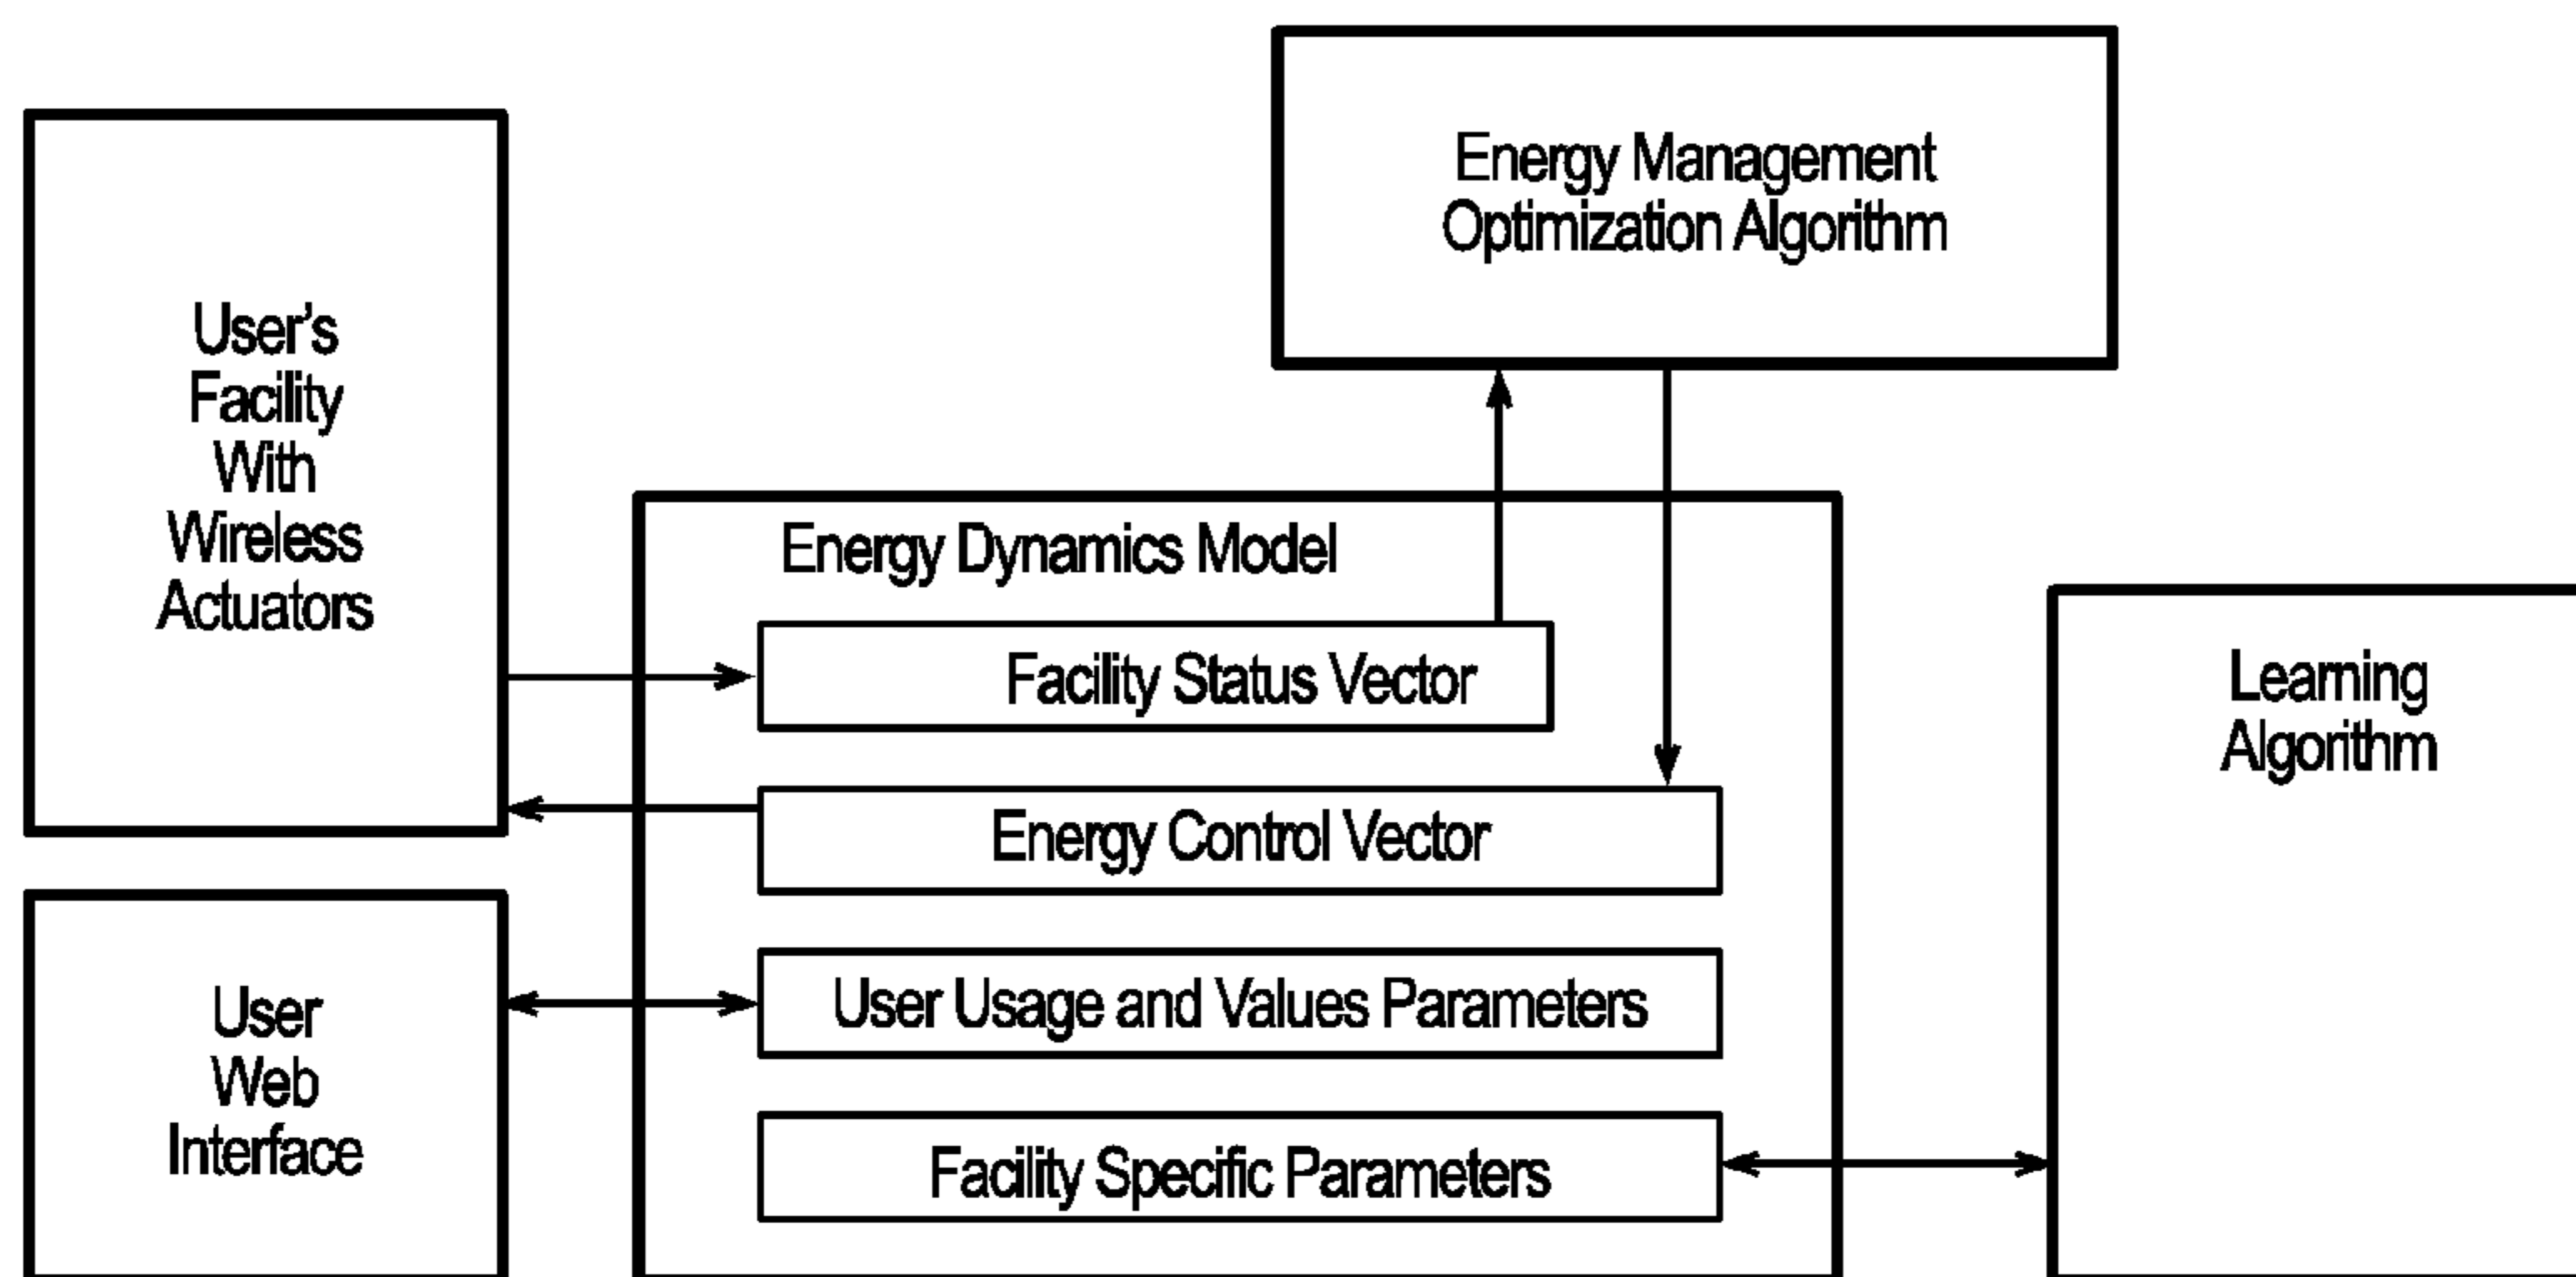 Energy Management
Optimization Algorithm
User's
Facility
With
Wireless
Actuators
Energy Dynamics Model
Facility Status Vector
Energy Control Vector
User Usage and Values Parameters
Facility Specific Parameters
User
Web
Interface
Learning
Algorithm